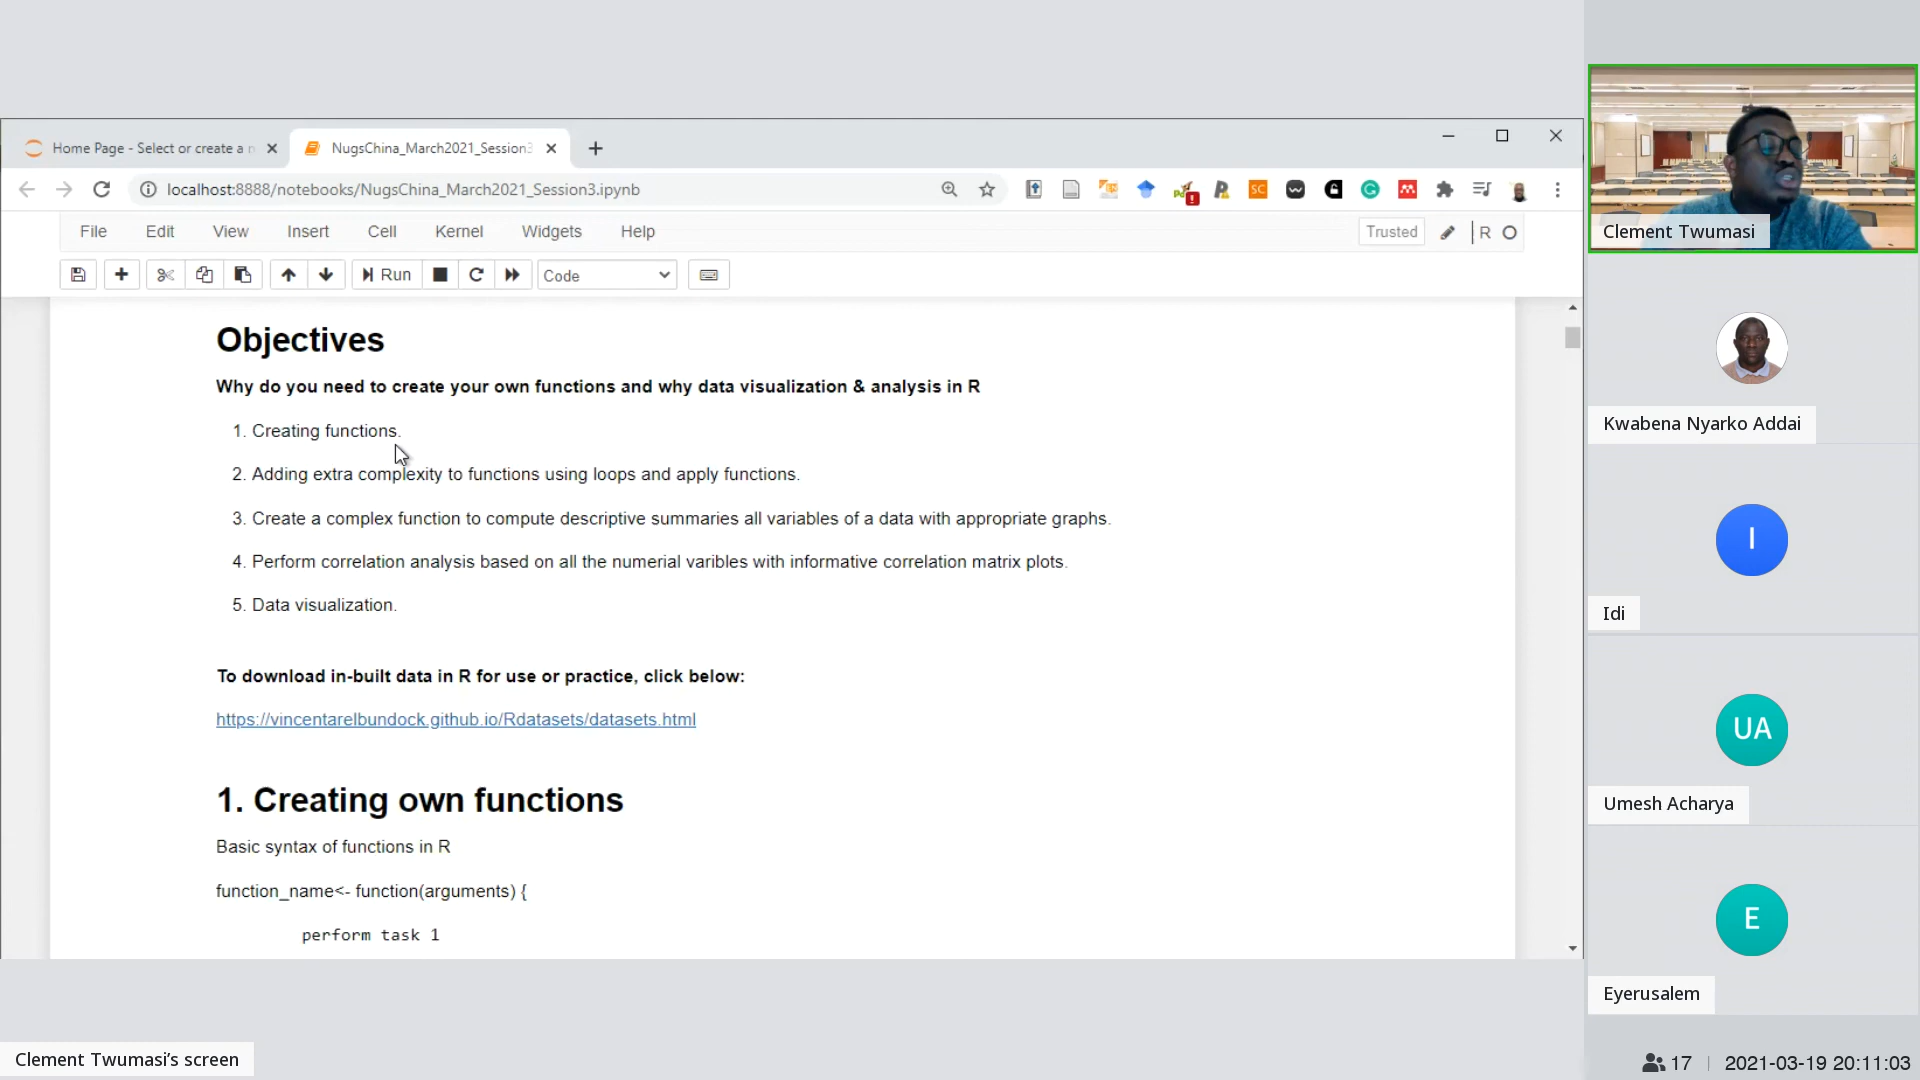 Home Page - Select or create a n
NugsChina_March2021_Session3
localhost:8888/notebooks/NugsChina_March2021_Session3.ipynb
SC
File Edit View Insert Cell Kernel Widgets Help Trusted R
Run Code
Objectives
Why do you need to create your own functions and why data visualization & analysis in R
1. Creating functions.
2. Adding extra complexity to functions using loops and apply functions.
3. Create a complex function to compute descriptive summaries all variables of a data with appropriate graphs.
4. Perform correlation analysis based on all the numerial varibles with informative correlation matrix plots.
5. Data visualization.
To download in-built data in R for use or practice, click below:
https://vincentarelbundock.github.io/Rdatasets/datasets.html
1. Creating own functions
Basic syntax of functions in R
function_name<- function(arguments) {
perform task 1
Clement Twumasi's screen
Clement Twumasi
Kwabena Nyarko Addai
I
Idi
UA
Umesh Acharya
E
Eyerusalem
17 2021-03-19 20:11:03